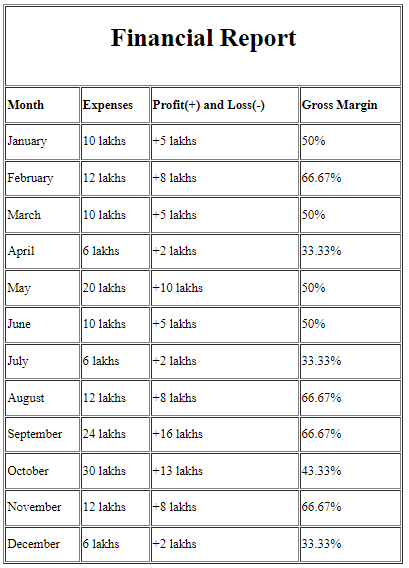 Financial Report
Month Expenses Profit(+) and Loss(-) Gross Margin
January 10 lakhs +5 lakhs 50%
February 12 lakhs +8 lakhs 66.67%
March 10 lakhs +5 lakhs 50%
April 6 lakhs +2 lakhs 33.33%
May 20 lakhs +10 lakhs 50%
June 10 lakhs +5 lakhs 50%
July 6 lakhs +2 lakhs 33.33%
August 12 lakhs +8 lakhs 66.67%
September 24 lakhs +16 lakhs 66.67%
October 30 lakhs +13 lakhs 43.33%
November 12 lakhs +8 lakhs 66.67%
December 6 lakhs +2 lakhs 33.33%